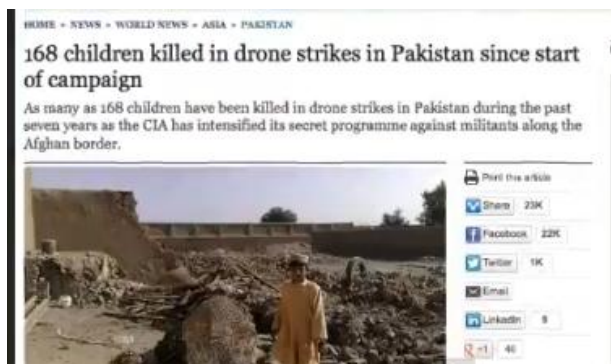 HOME » NEWS » WORLD NEWS » ASIA » PAKISTAN
168 children killed in drone strikes in Pakistan since start
of campaign
As many as 168 children have been killed in drone strikes in Pakistan during the past
seven years as the CIA has intensified its secret programme against militants along the
Afghan border.
Print this article
Share 23K
Facebook 22K
Twitter 1K
Email
LinkedIn 5
+1